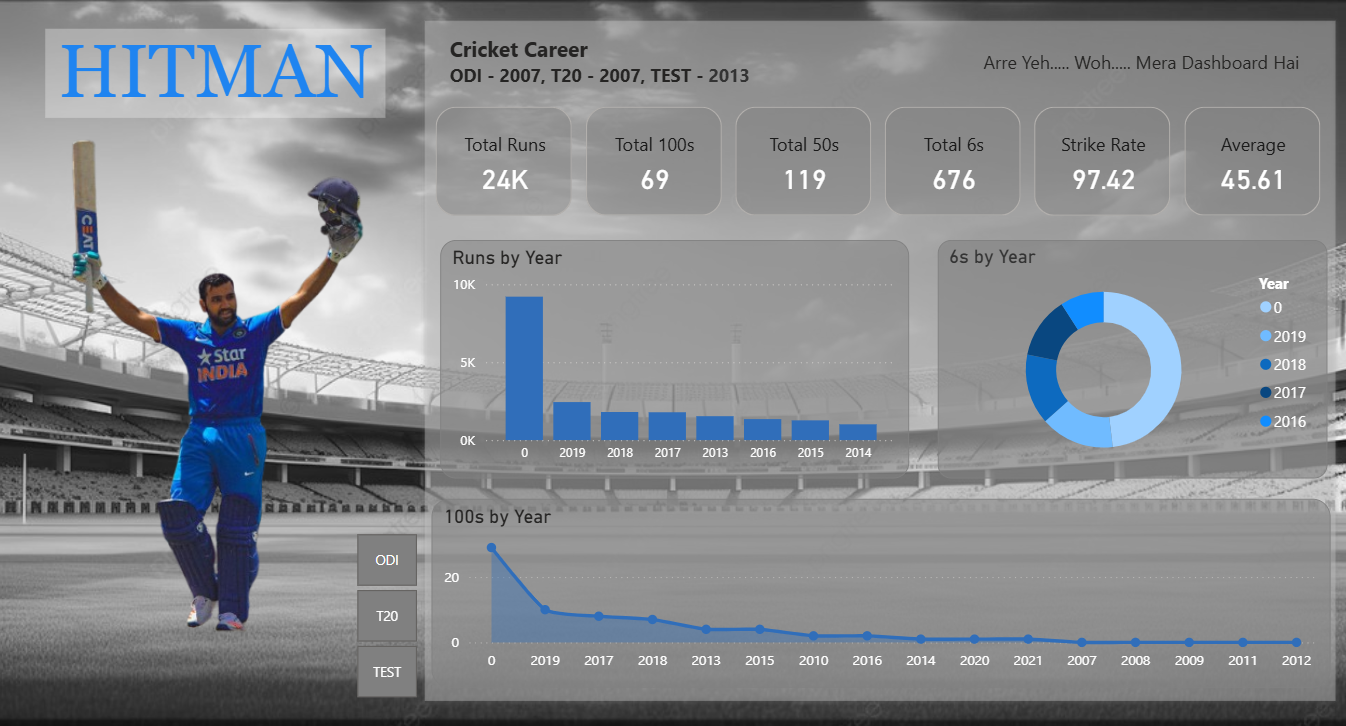 HITMAN
Cricket Career
ODI - 2007, T20 - 2007, TEST - 2013
Arre Yeh..... Woh..... Mera Dashboard Hai
Total Runs
24K
Total 100s
69
Total 50s
119
Total 6s
676
Strike Rate
97.42
Average
45.61
CEAT
Star
INDIA
Runs by Year
10K
5K
0K
0 2019 2018 2017 2013 2016 2015 2014
6s by Year
Year
0
2019
2018
2017
2016
ODI
T20
TEST
100s by Year
20
0
0 2019 2017 2018 2013 2015 2010 2016 2014 2020 2021 2007 2008 2009 2011 2012